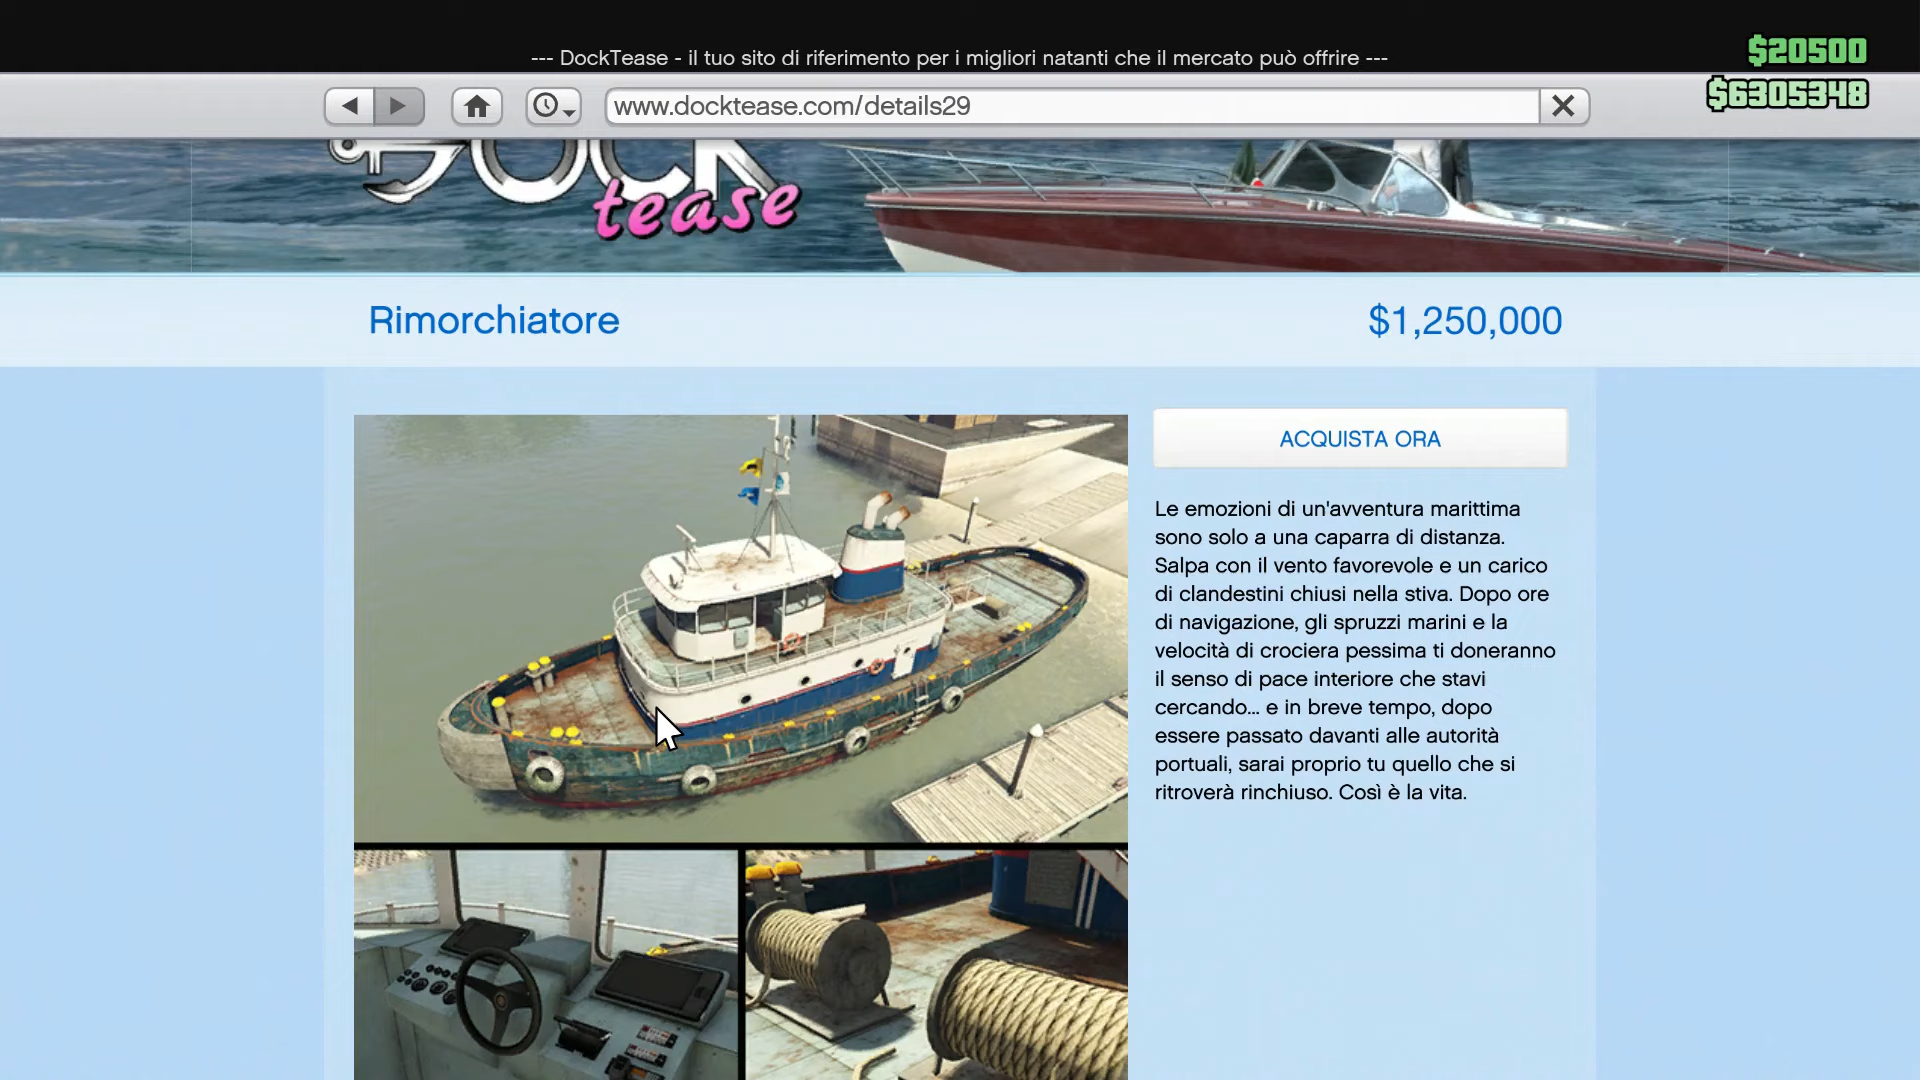 --- DockTease - il tuo sito di riferimento per i migliori natanti che il mercato può offrire ---
$20500
$6305348
www.docktease.com/details29
DOCK
tease
Rimorchiatore
$1,250,000
ACQUISTA ORA
Le emozioni di un'avventura marittima
sono solo a una caparra di distanza.
Salpa con il vento favorevole e un carico
di clandestini chiusi nella stiva. Dopo ore
di navigazione, gli spruzzi marini e la
velocità di crociera pessima ti doneranno
il senso di pace interiore che stavi
cercando... e in breve tempo, dopo
essere passato davanti alle autorità
portuali, sarai proprio tu quello che si
ritroverà rinchiuso. Così è la vita.